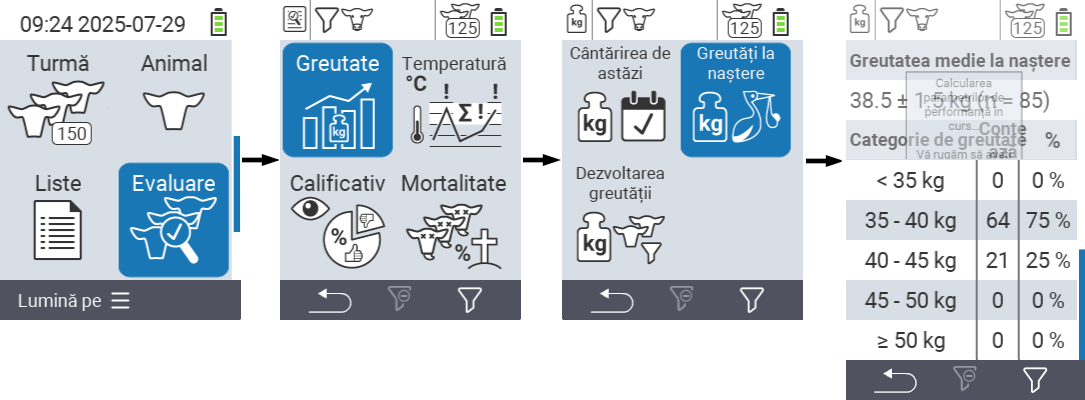 09:24 2025-07-29
Turmă
Animal
150
Liste
Evaluare
Lumină pe
125
Greutate
Temperatură
kg
°C
! !
Σ!
Calificativ
Mortalitate
%
%
kg
125
Cântărirea de
astăzi
Greutăți la
naștere
kg
kg
Dezvoltarea
greutății
kg
kg
125
Greutatea medie la naștere
38.5 ± 1.5 kg (n = 85)
Calcularea
parametrilor de
performanță în
curs...
Vă rugăm să
Categorie de greutate
Conte
ază
%
< 35 kg 0 0 %
35 - 40 kg 64 75 %
40 - 45 kg 21 25 %
45 - 50 kg 0 0 %
≥ 50 kg 0 0 %